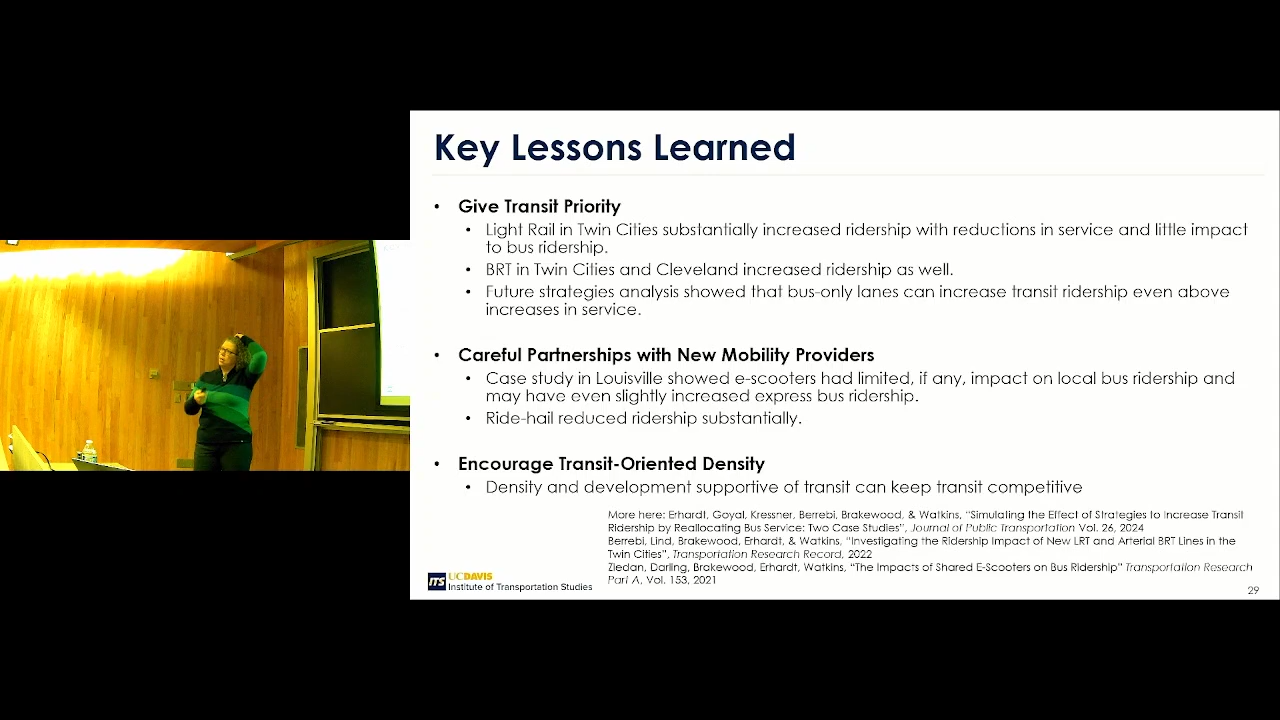 Key Lessons Learned
• Give Transit Priority
• Light Rail in Twin Cities substantially increased ridership with reductions in service and little impact
to bus ridership.
• BRT in Twin Cities and Cleveland increased ridership as well.
• Future strategies analysis showed that bus-only lanes can increase transit ridership even above
increases in service.
• Careful Partnerships with New Mobility Providers
• Case study in Louisville showed e-scooters had limited, if any, impact on local bus ridership and
may have even slightly increased express bus ridership.
• Ride-hail reduced ridership substantially.
• Encourage Transit-Oriented Density
• Density and development supportive of transit can keep transit competitive
More here: Erhardt, Goyal, Kressner, Berrebi, Brakewood, & Watkins, “Simulating the Effect of Strategies to Increase Transit
Ridership by Reallocating Bus Service: Two Case Studies”, Journal of Public Transportation Vol. 26, 2024
Berrebi, Lind, Brakewood, Erhardt, & Watkins, “Investigating the Ridership Impact of New LRT and Arterial BRT Lines in the
Twin Cities”, Transportation Research Record, 2022
Ziedan, Darling, Brakewood, Erhardt, Watkins, “The Impacts of Shared E-Scooters on Bus Ridership” Transportation Research
Part A, Vol. 153, 2021
ITS UCDAVIS
Institute of Transportation Studies
29